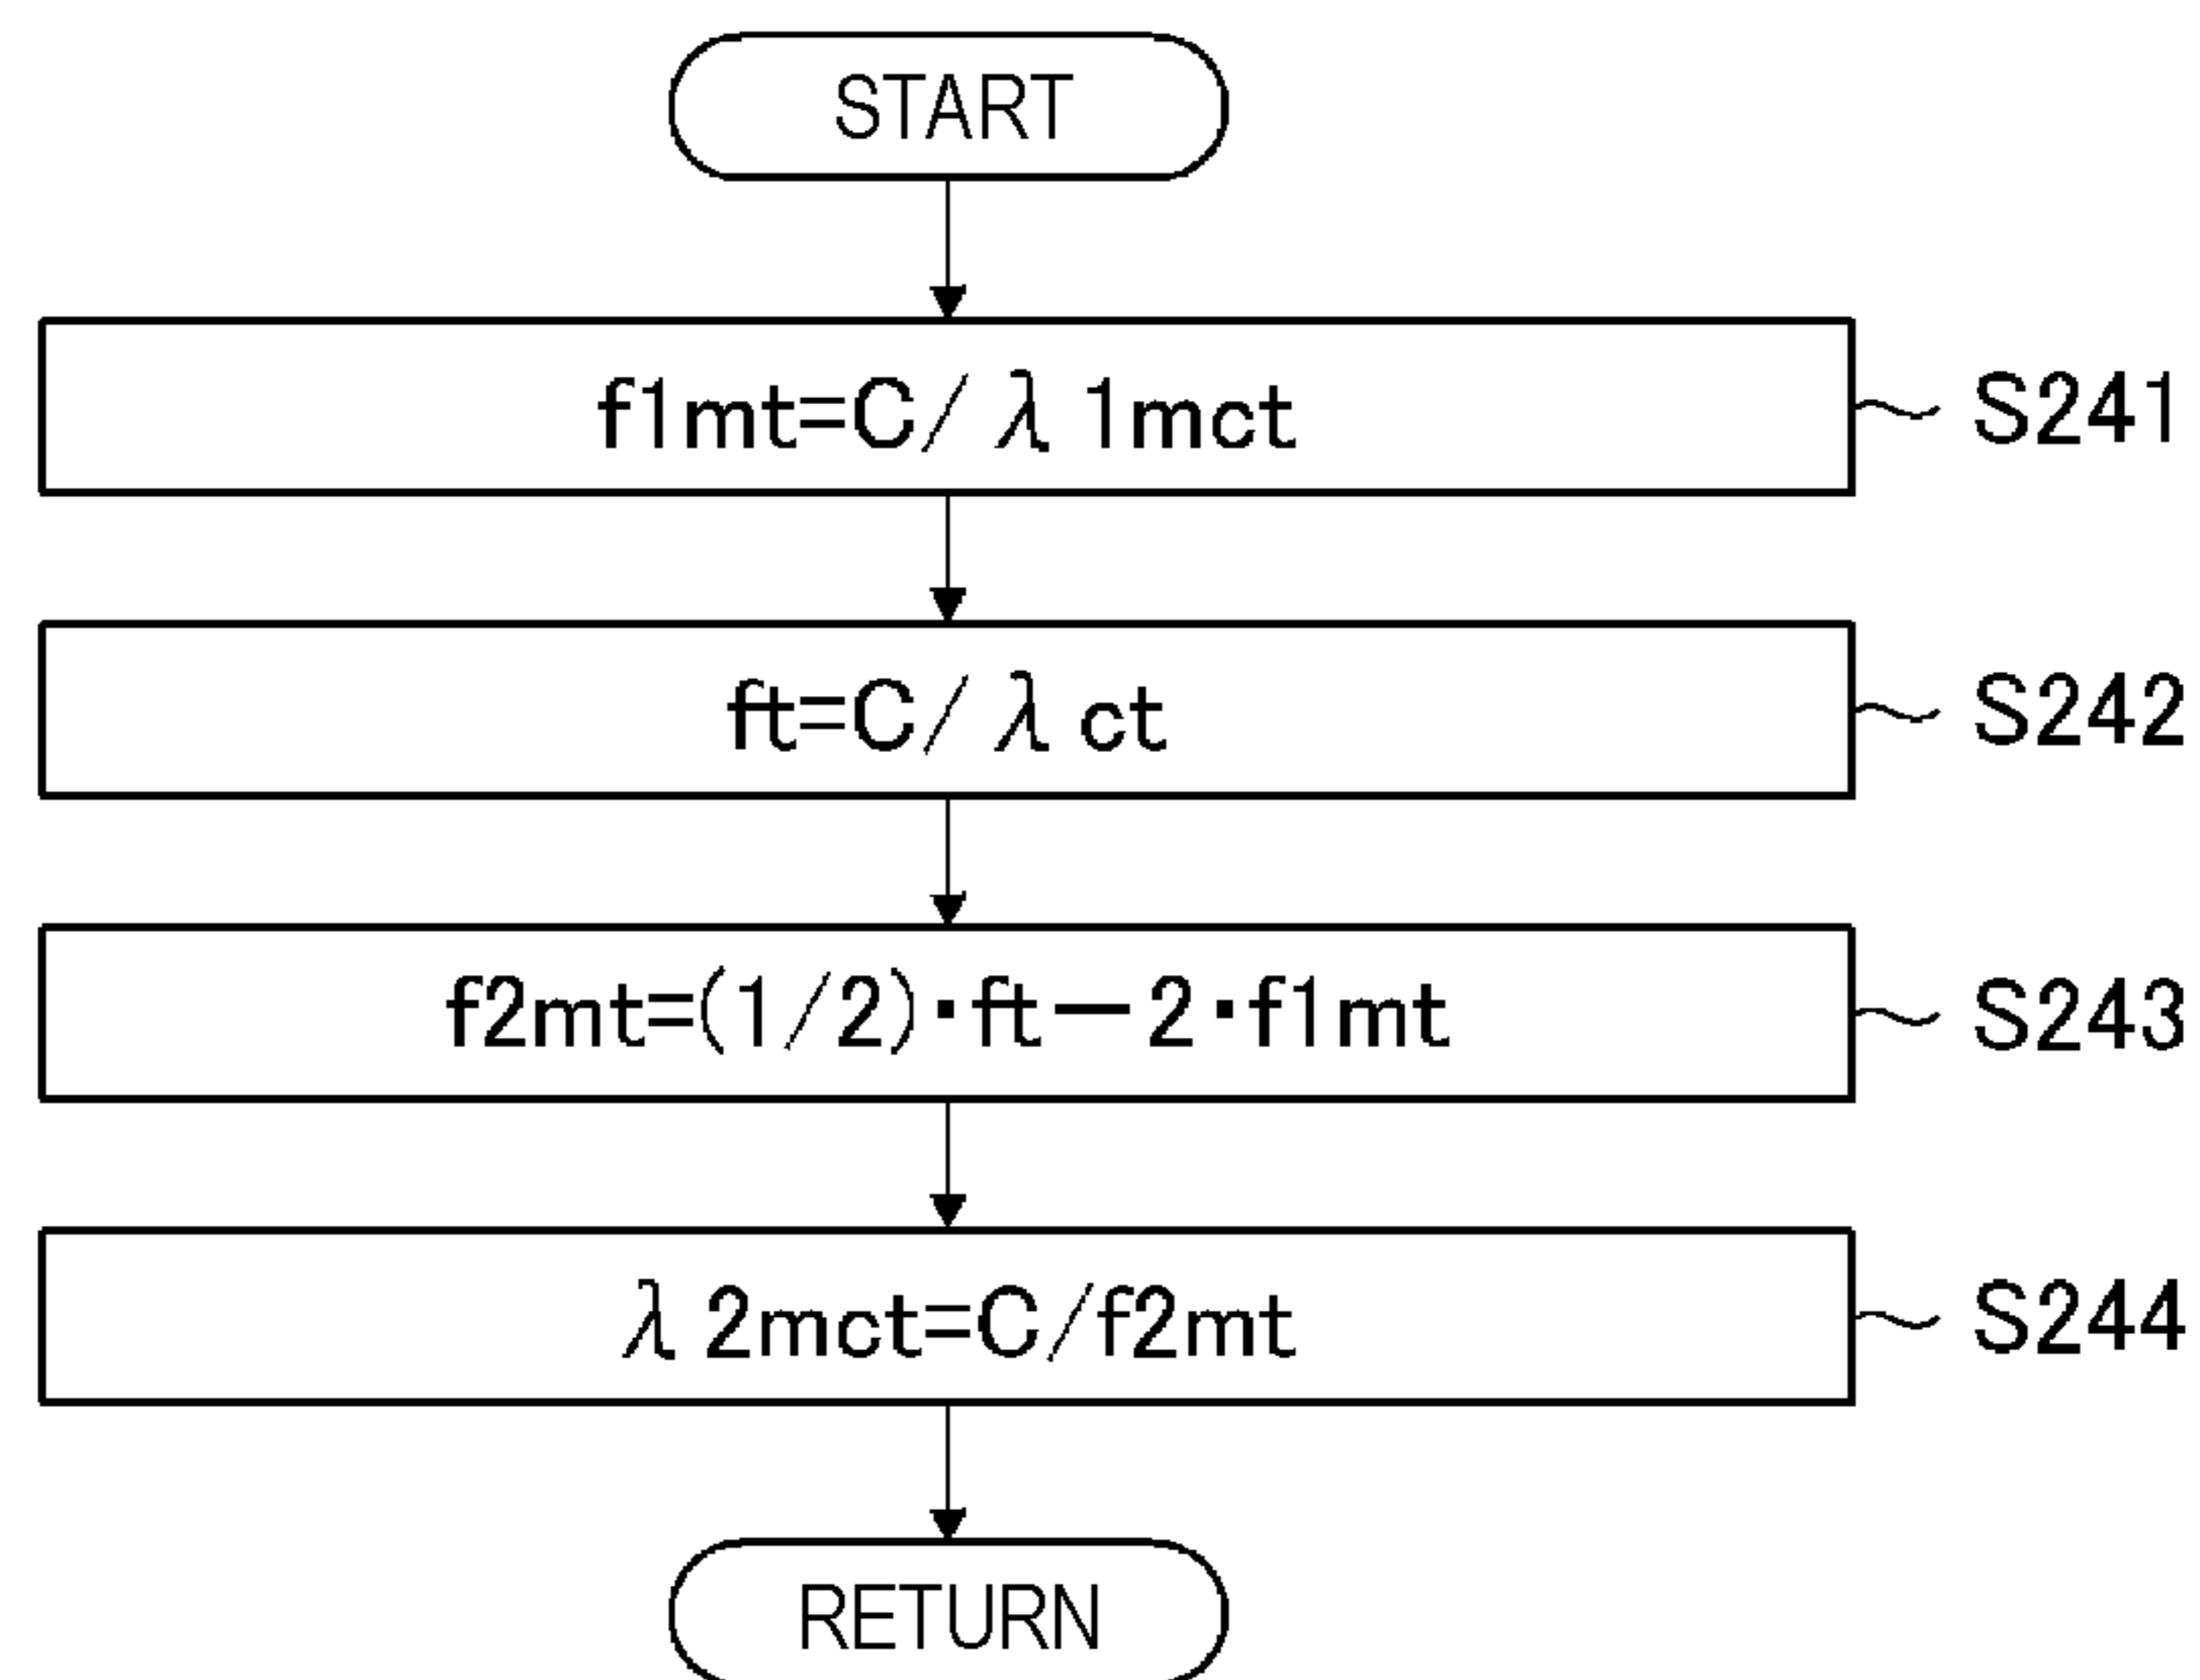 START
f1mt=C/λ1mct
S241
ft=C/λct
S242
f2mt=(1/2)・ft－2・f1mt
S243
λ2mct=C/f2mt
S244
RETURN